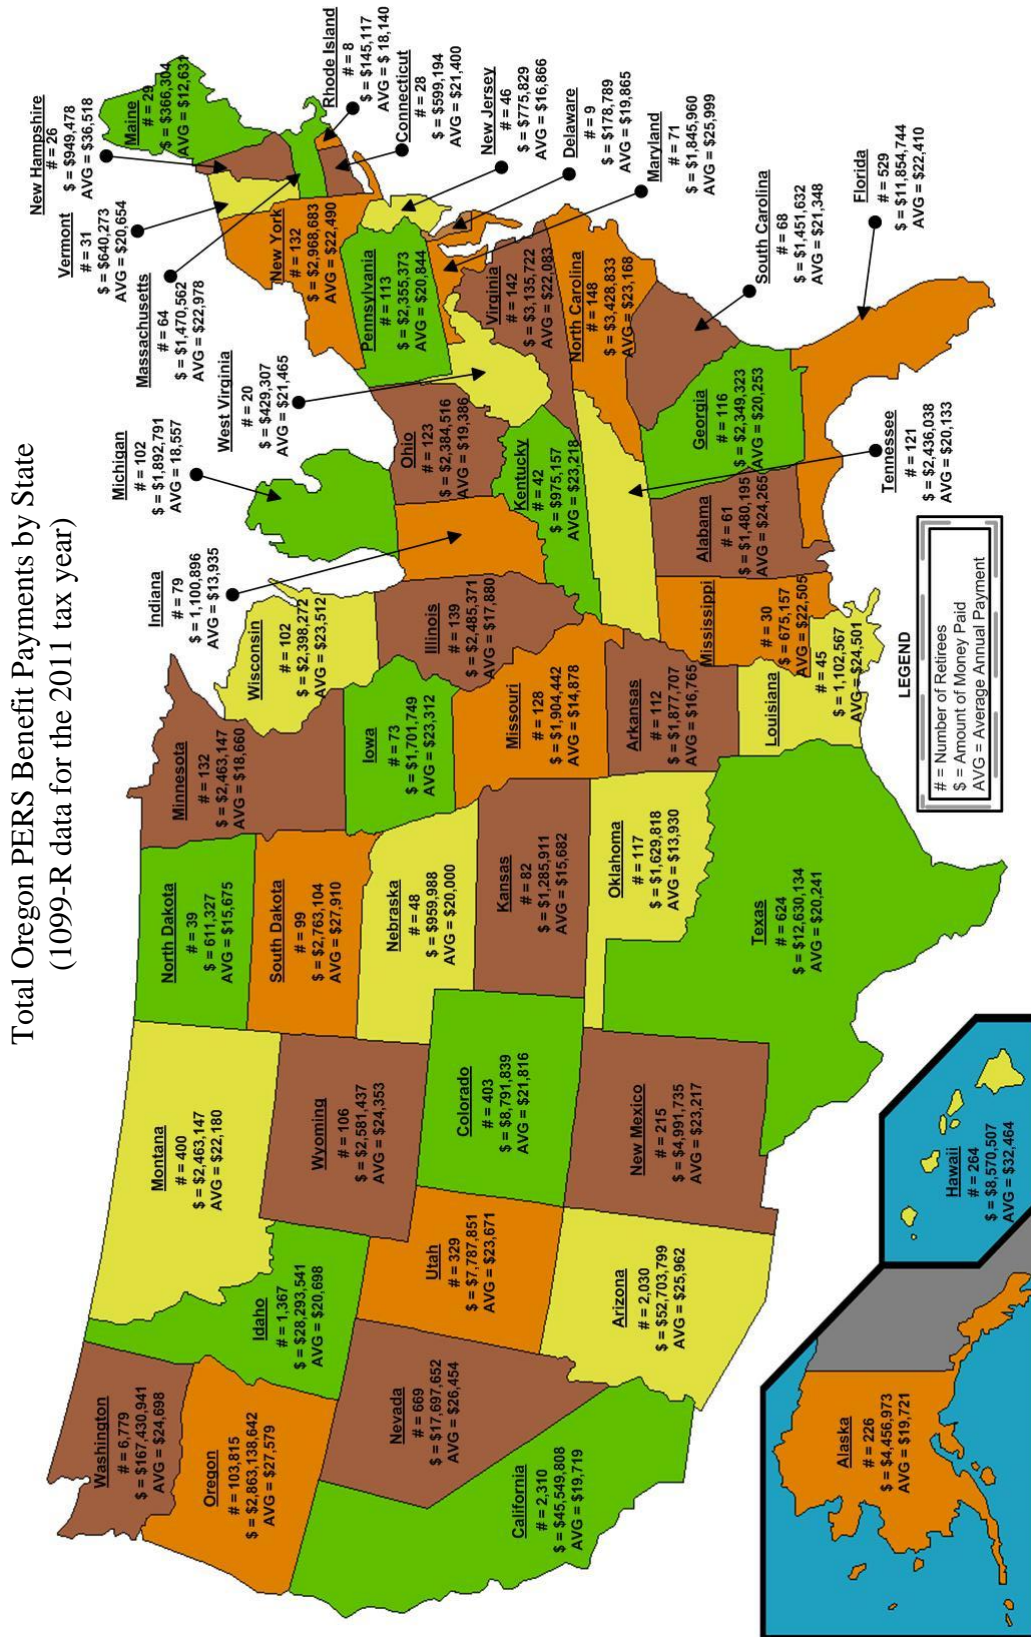 Total Oregon PERS Benefit Payments by State
(1099-R data for the 2011 tax year)
Washington
# = 6,779
$ = $167,430,941
AVG = $24,698
Oregon
# = 103,815
$ = $2,863,138,642
AVG = $27,579
California
# = 2,310
$ = $45,549,808
AVG = $19,719
Nevada
# = 669
$ = $17,697,652
AVG = $26,454
Idaho
# = 1,367
$ = $28,293,541
AVG = $20,698
Montana
# = 400
$ = $2,463,147
AVG = $22,180
Wyoming
# = 106
$ = $2,581,437
AVG = $24,353
Utah
# = 329
$ = $7,787,851
AVG = $23,671
Arizona
# = 2,030
$ = $52,703,799
AVG = $25,962
Colorado
# = 403
$ = $8,791,839
AVG = $21,816
New Mexico
# = 215
$ = $4,991,735
AVG = $23,217
North Dakota
# = 39
$ = 611,327
AVG = $15,675
South Dakota
# = 99
$ = $2,763,104
AVG = $27,910
Nebraska
# = 48
$ = $959,988
AVG = $20,000
Kansas
# = 82
$ = $1,285,911
AVG = $15,682
Oklahoma
# = 117
$ = $1,629,818
AVG = $13,930
Texas
# = 624
$ = $12,630,134
AVG = $20,241
Minnesota
# = 132
$ = $2,463,147
AVG = $18,660
Iowa
# = 73
$ = $1,701,749
AVG = $23,312
Missouri
# = 128
$ = $1,904,442
AVG = $14,878
Arkansas
# = 112
$ = $1,877,707
AVG = $16,765
Louisiana
# = 45
$ = $1,102,567
AVG = $24,501
Wisconsin
# = 102
$ = $2,398,272
AVG = $23,512
Illinois
# = 139
$ = $2,485,371
AVG = $17,880
Indiana
# = 79
$ = 1,100,896
AVG = $13,935
Michigan
# = 102
$ = $1,892,791
AVG = 18,557
Ohio
# = 123
$ = $2,384,516
AVG = $19,386
Kentucky
# = 42
$ = $975,157
AVG = $23,218
West Virginia
# = 20
$ = $429,307
AVG = $21,465
Tennessee
# = 121
$ = $2,436,038
AVG = $20,133
Mississippi
# = 30
$ = $ 675,157
AVG = $22,505
Alabama
# = 61
$ = $1,480,195
AVG = $24,265
Georgia
# = 116
$ = $2,349,323
AVG = $20,253
Florida
# = 529
$ = $11,854,744
AVG = $22,410
South Carolina
# = 68
$ = $1,451,632
AVG = $21,348
North Carolina
# = 148
$ = $3,428,833
AVG = $23,168
Virginia
# = 142
$ = $3,135,722
AVG = $22,083
Maryland
# = 71
$ = $1,845,960
AVG = $25,999
Delaware
# = 9
$ = $178,789
AVG = $19,865
New Jersey
# = 46
$ = $775,829
AVG = $16,866
Pennsylvania
# = 113
$ = $2,355,373
AVG = $20,844
New York
# = 132
$ = $2,968,683
AVG = $22,490
Connecticut
# = 28
$ = $599,194
AVG = $21,400
Rhode Island
# = 8
$ = $145,117
AVG = $ 18,140
Massachusetts
# = 64
$ = $1,470,562
AVG = $22,978
Vermont
# = 31
$ = $640,273
AVG = $20,654
New Hampshire
# = 26
$ = $949,478
AVG = $36,518
Maine
# = 29
$ = $366,304
AVG = $12,631
Alaska
# = 226
$ = $4,456,973
AVG = $19,721
Hawaii
# = 264
$ = $8,570,507
AVG = $32,464
LEGEND
# = Number of Retirees
$ = Amount of Money Paid
AVG = Average Annual Payment